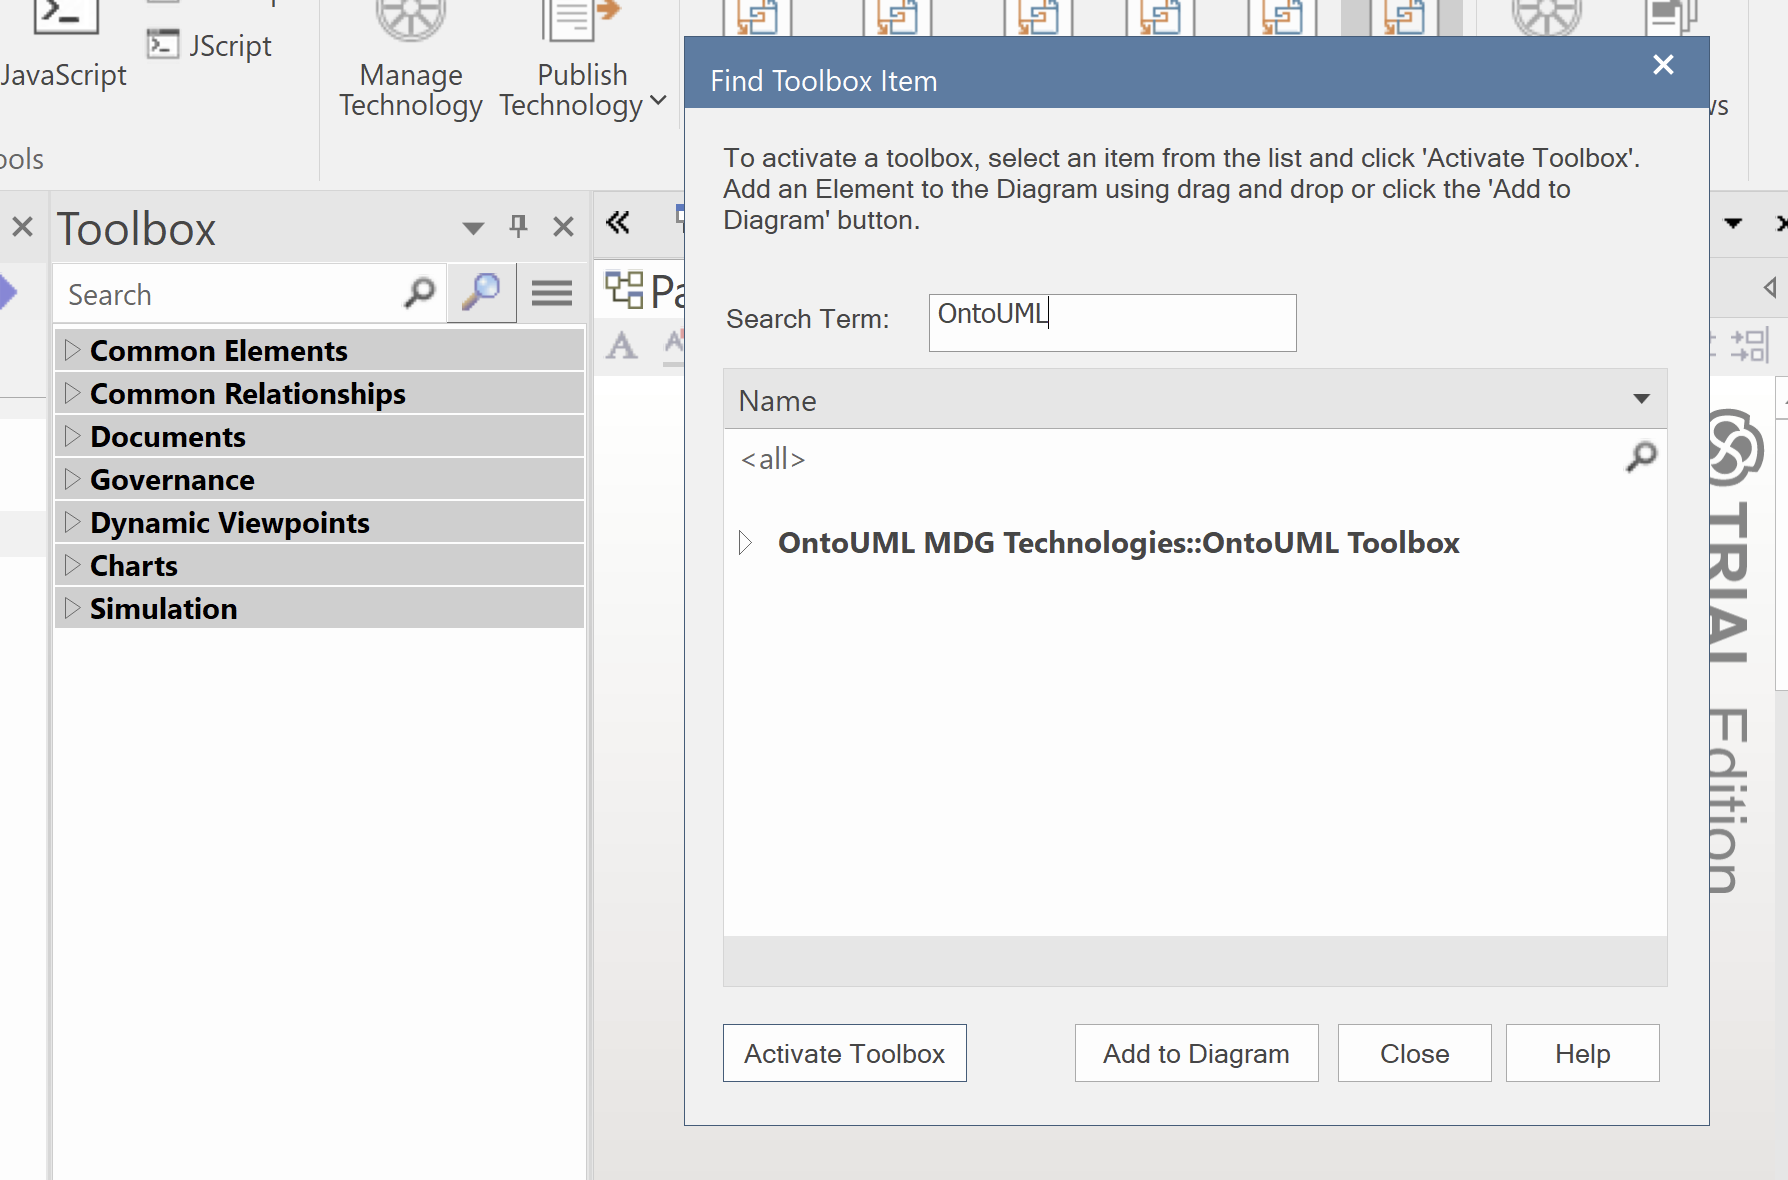 JavaScript
JScript
Manage
Technology
Publish
Technology
Toolbox
Search
Common Elements
Common Relationships
Documents
Governance
Dynamic Viewpoints
Charts
Simulation
Find Toolbox Item
To activate a toolbox, select an item from the list and click 'Activate Toolbox'.
Add an Element to the Diagram using drag and drop or click the 'Add to
Diagram' button.
Search Term:
OntoUML
Name
<all>
OntoUML MDG Technologies::OntoUML Toolbox
Activate Toolbox
Add to Diagram
Close
Help
TRIAL Edition